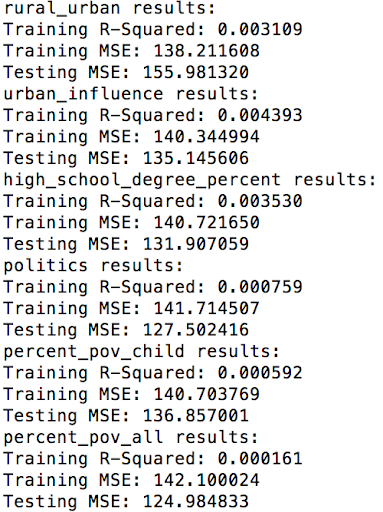 rural_urban results:
Training R-Squared: 0.003109
Training MSE: 138.211608
Testing MSE: 155.981320
urban_influence results:
Training R-Squared: 0.004393
Training MSE: 140.344994
Testing MSE: 135.145606
high_school_degree_percent results:
Training R-Squared: 0.003530
Training MSE: 140.721650
Testing MSE: 131.907059
politics results:
Training R-Squared: 0.000759
Training MSE: 141.714507
Testing MSE: 127.502416
percent_pov_child results:
Training R-Squared: 0.000592
Training MSE: 140.703769
Testing MSE: 136.857001
percent_pov_all results:
Training R-Squared: 0.000161
Training MSE: 142.100024
Testing MSE: 124.984833